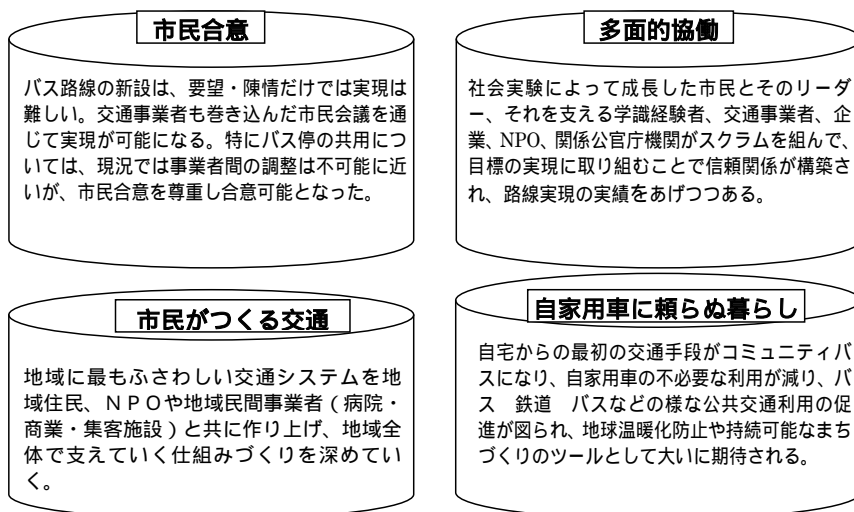 市民合意
バス路線の新設は、要望・陳情だけでは実現は
難しい。交通事業者も巻き込んだ市民会議を通
じて実現が可能になる。特にバス停の共用につ
いては、現況では事業者間の調整は不可能に近
いが、市民合意を尊重し合意可能となった。
多面的協働
社会実験によって成長した市民とそのリーダ
ー、それを支える学識経験者、交通事業者、企
業、NPO、関係公官庁機関がスクラムを組んで、
目標の実現に取り組むことで信頼関係が構築さ
れ、路線実現の実績をあげつつある。
市民がつくる交通
地域に最もふさわしい交通システムを地
域住民、ＮＰＯや地域民間事業者（病院・
商業・集客施設）と共に作り上げ、地域全
体で支えていく仕組みづくりを深めてい
く。
自家用車に頼らぬ暮らし
自宅からの最初の交通手段がコミュニティバ
スになり、自家用車の不必要な利用が減り、バ
ス　鉄道　バスなどの様な公共交通利用の促
進が図られ、地球温暖化防止や持続可能なまち
づくりのツールとして大いに期待される。